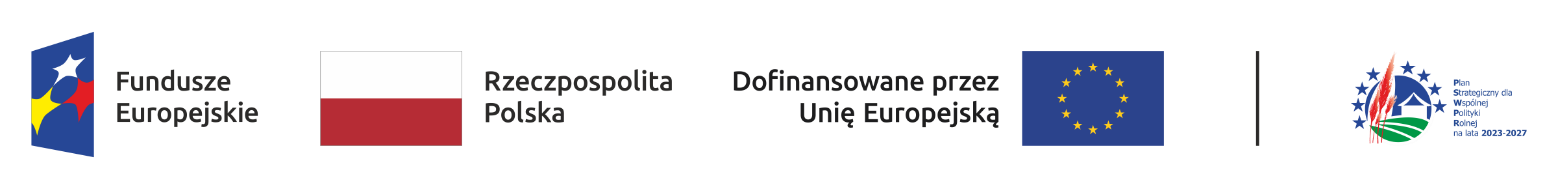 Fundusze
Europejskie
Rzeczpospolita
Polska
Dofinansowane przez
Unię Europejską
Plan
Strategiczny dla
Wspólnej
Polityki
Rolnej
na lata 2023-2027